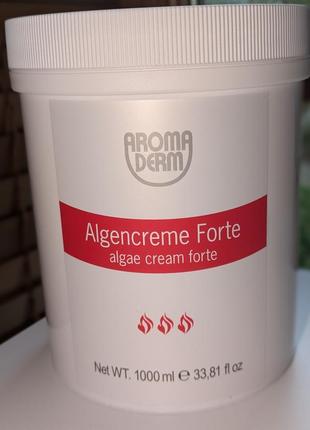 AROMA
DERM
Algencreme Forte
algae cream forte
Net WT. 1000 ml ℮ 33,81 fl oz